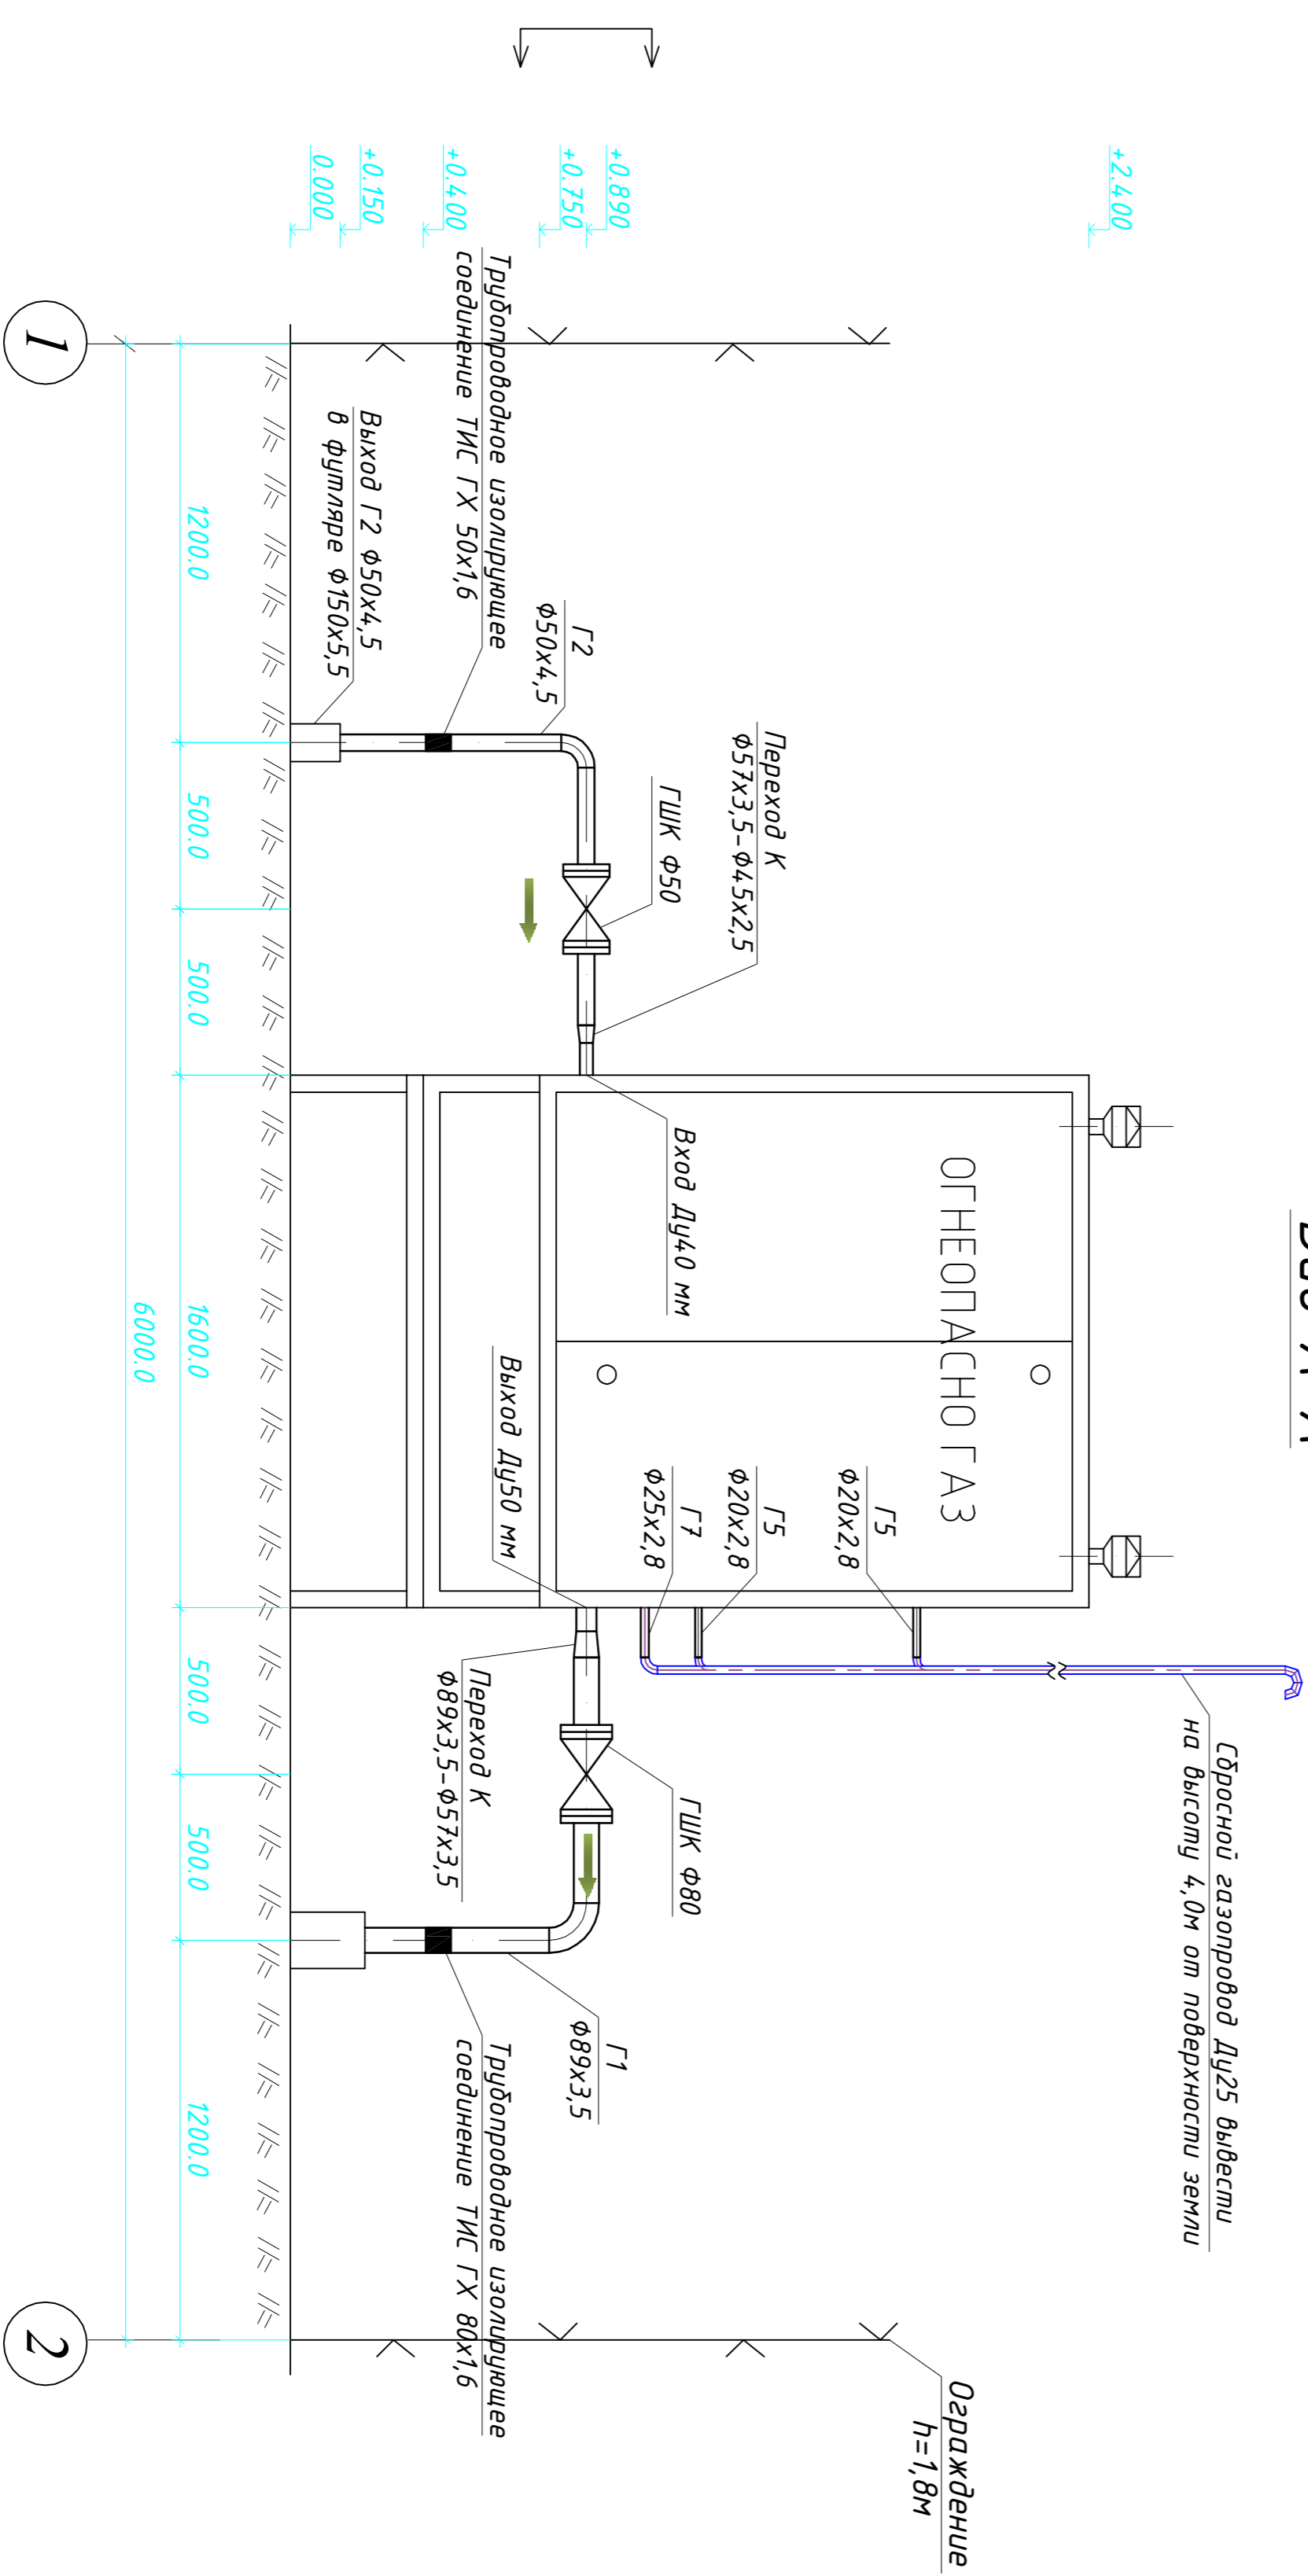 Вид А-А
Сбросной газопровод Ду25 вывести
на высоту 4,0м от поверхности земли
+2.400
ОГНЕОПАСНО ГАЗ
Ограждение
h=1,8м
Г5
ф20х2,8
Переход К
ф57х3,5-ф45х2,5
Г5
ф20х2,8
ГШК ф50
Вход Ду40 мм
Г7
ф25х2,8
ГШК ф80
+0.890
+0.750
Г2
ф50х4,5
Г1
ф89х3,5
Трубопроводное изолирующее
соединение ТИС ГХ 50х1,6
Выход Ду50 мм
Переход К
ф89х3,5-ф57х3,5
Трубопроводное изолирующее
соединение ТИС ГХ 80х1,6
+0.400
+0.150
0.000
Выход Г2 ф50х4,5
в футляре ф150х5,5
1200.0
500.0
500.0
1600.0
500.0
500.0
1200.0
6000.0
1
2